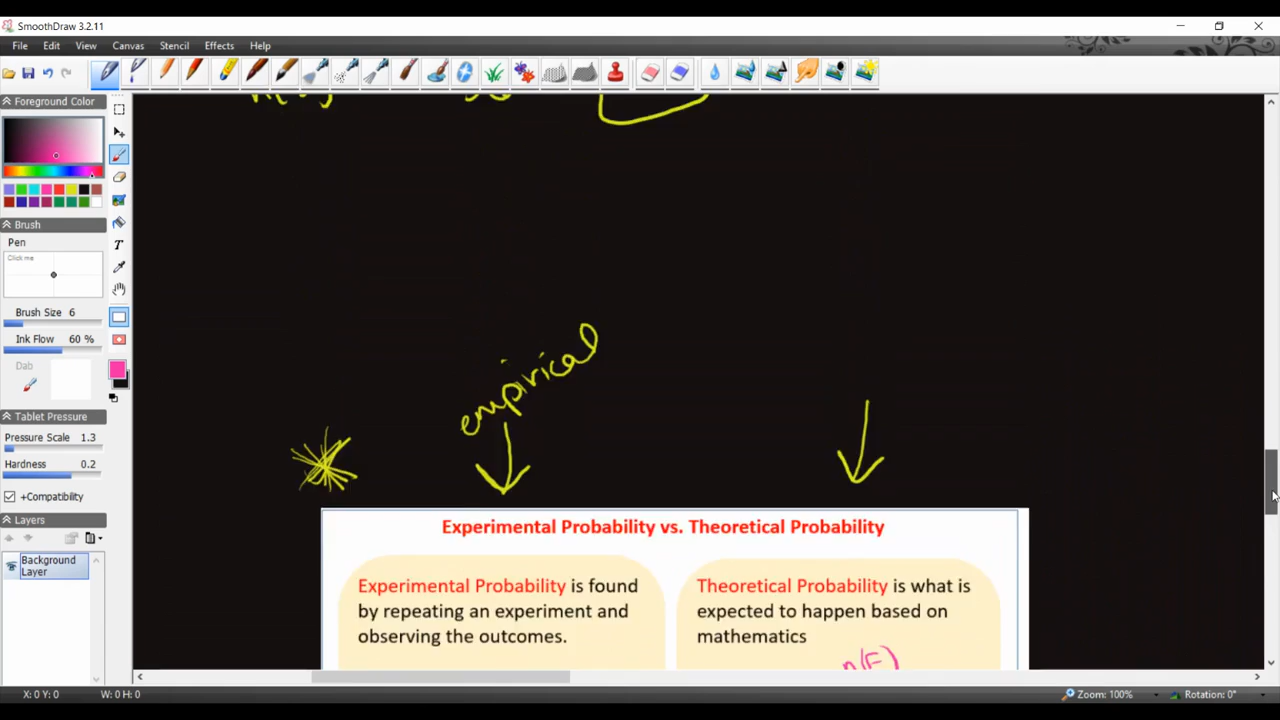 SmoothDraw 3.2.11
File Edit View Canvas Stencil Effects Help
Foreground Color
Brush
Pen
Click me
Brush Size 6
Ink Flow 60 %
Dab
Tablet Pressure
Pressure Scale 1.3
Hardness 0.2
+Compatibility
Layers
Background
Layer
empirical
Experimental Probability vs. Theoretical Probability
Experimental Probability is found
by repeating an experiment and
observing the outcomes.
Theoretical Probability is what is
expected to happen based on
mathematics
n(E)
X: 0 Y: 0 W: 0 H: 0 Zoom: 100% Rotation: 0°